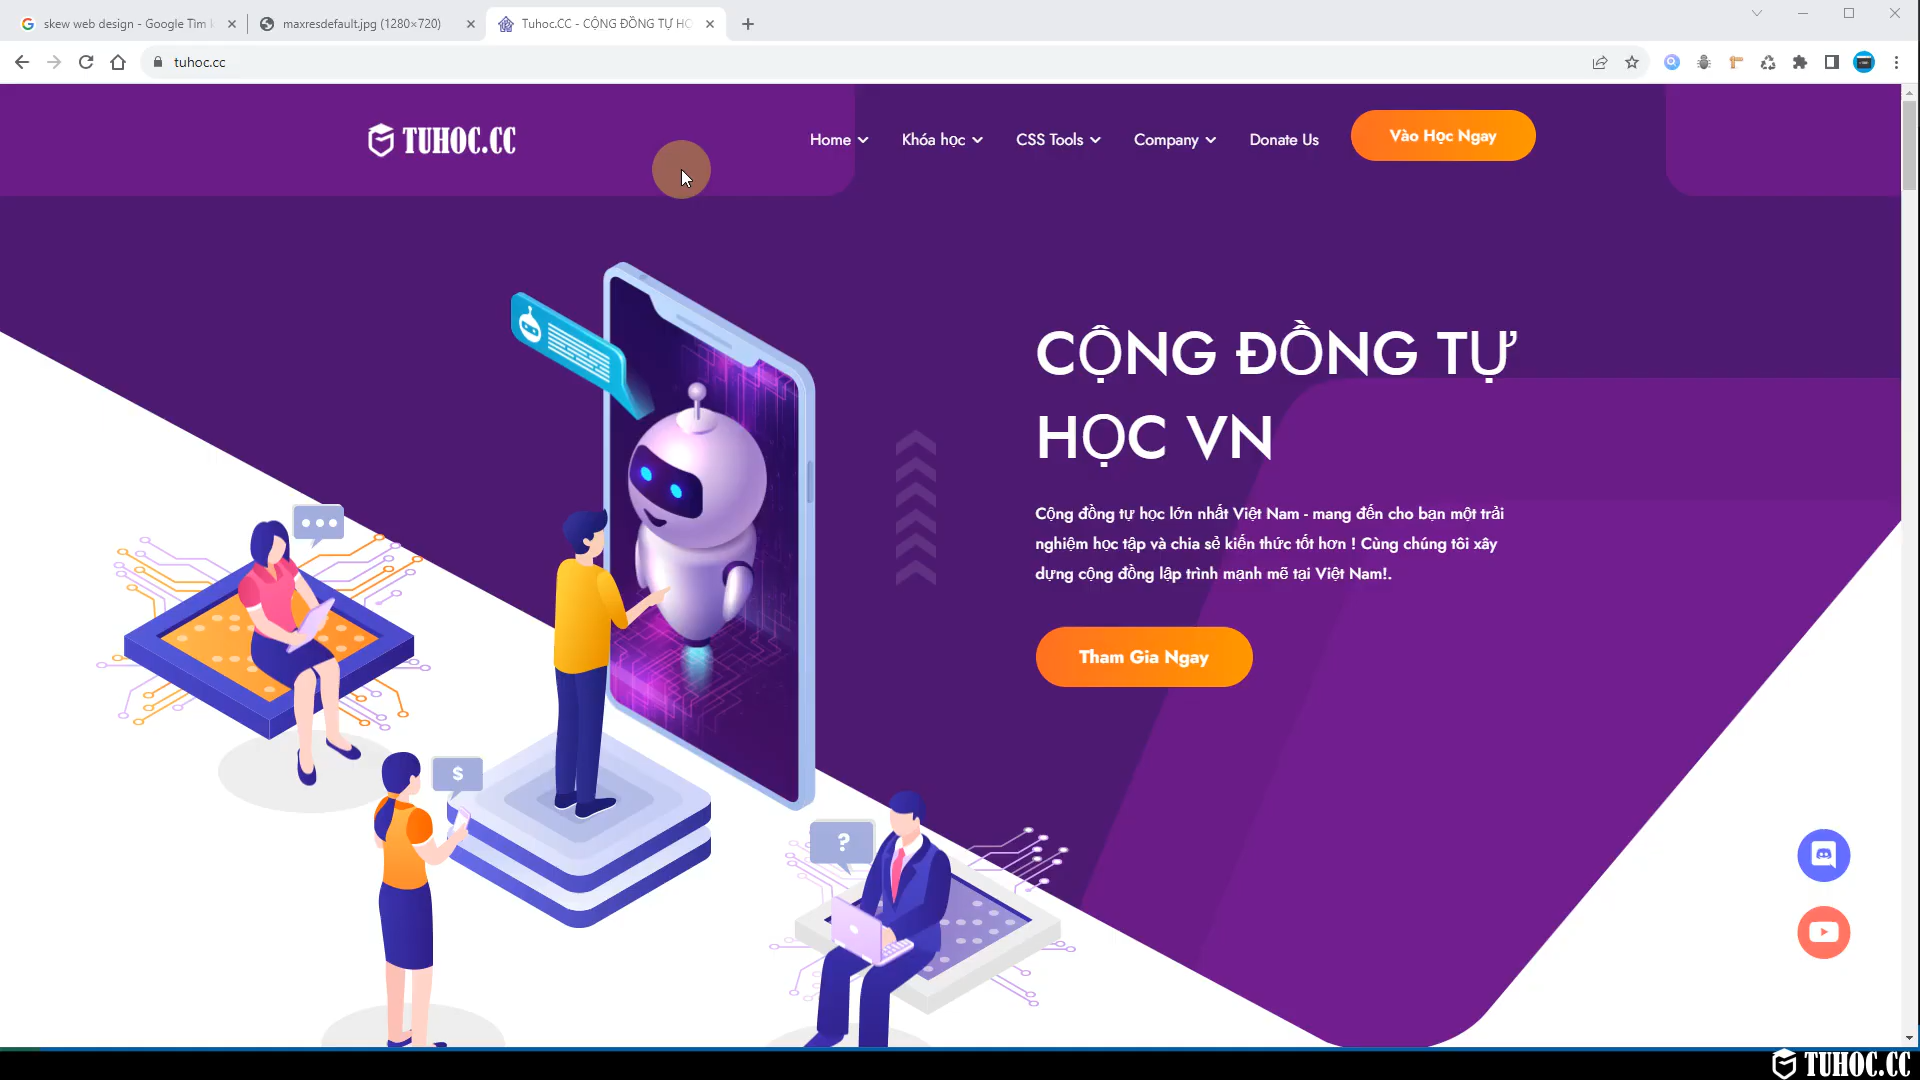 skew web design - Google Tìm
maxresdefault.jpg (1280×720)
Tuhoc.CC - CỘNG ĐỒNG TỰ HỌ
tuhoc.cc
TUHOC.CC
Home
Khóa học
CSS Tools
Company
Donate Us
Vào Học Ngay
CỘNG ĐỒNG TỰ
HỌC VN
Cộng đồng tự học lớn nhất Việt Nam - mang đến cho bạn một trải
nghiệm học tập và chia sẻ kiến thức tốt hơn ! Cùng chúng tôi xây
dựng cộng đồng lập trình mạnh mẽ tại Việt Nam!.
Tham Gia Ngay
$
?
TUHOC.CC